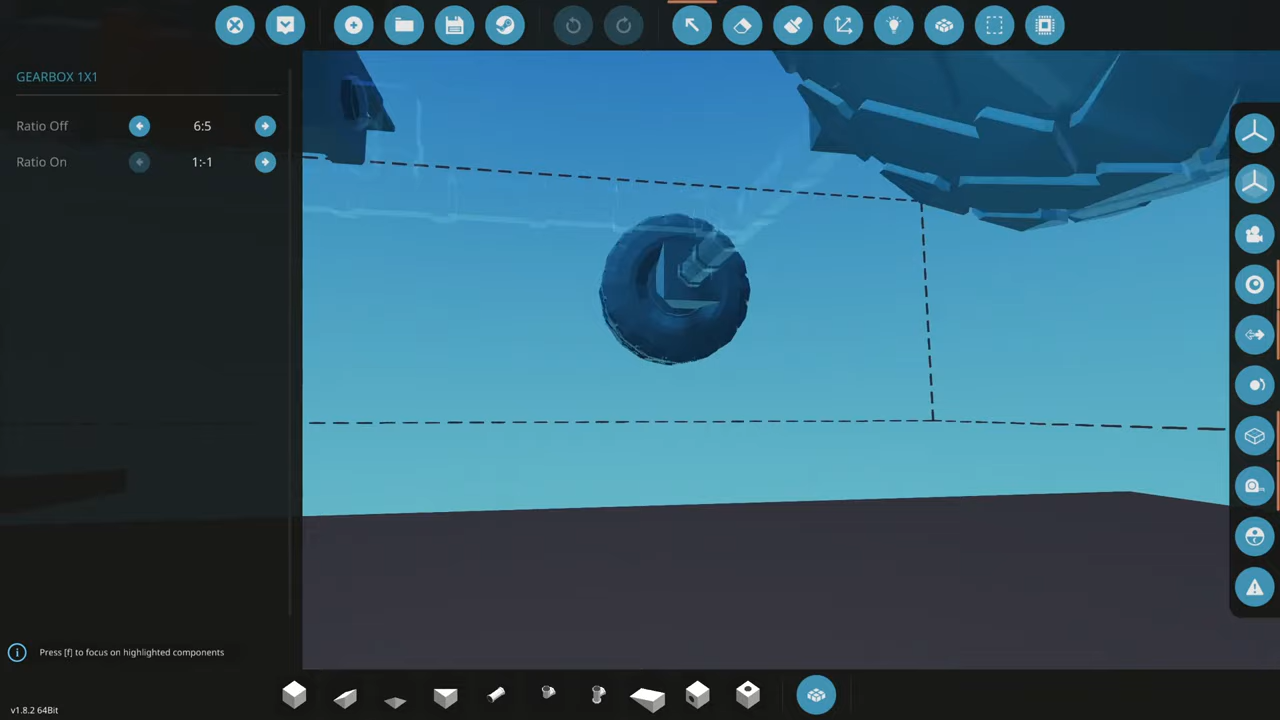 GEARBOX 1X1
Ratio Off 6:5
Ratio On 1:-1
Press [f] to focus on highlighted components
v1.8.2 64Bit